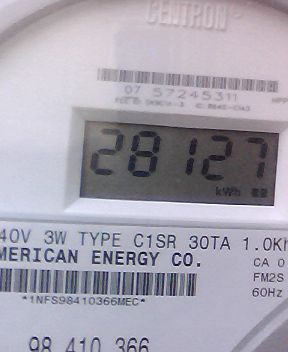 CENTRON
07 57245311
28127
kWh
40V 3W TYPE C1SR 30TA 1.0Kh
MERICAN ENERGY CO.
CA 0
FM2S
60Hz
*1NFS98410366MEC*
98 410 366